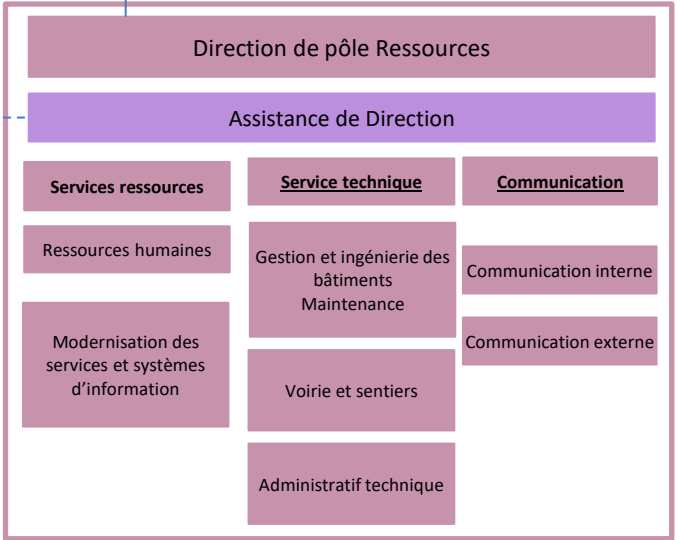 Direction de pôle Ressources
Assistance de Direction
Services ressources
Ressources humaines
Modernisation des
services et systèmes
d’information
Service technique
Gestion et ingénierie des
bâtiments
Maintenance
Voirie et sentiers
Administratif technique
Communication
Communication interne
Communication externe